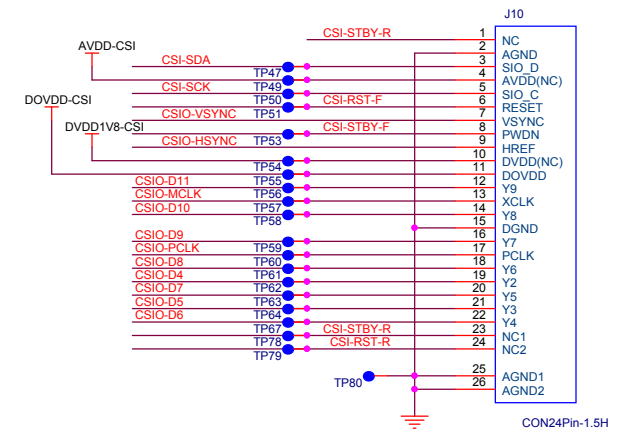 J10
CSI-STBY-R 1 NC
AVDD-CSI 2 AGND
CSI-SDA TP47 3 SIO_D
4 AVDD(NC)
CSI-SCK TP49 5 SIO_C
DOVDD-CSI TP50 CSI-RST-F 6 RESET
CSIO-VSYNC TP51 7 VSYNC
DVDD1V8-CSI CSI-STBY-F 8 PWDN
CSIO-HSYNC TP53 9 HREF
10 DVDD(NC)
TP54 11 DOVDD
CSIO-D11 TP55 12 Y9
CSIO-MCLK TP56 13 XCLK
CSIO-D10 TP57 14 Y8
TP58 15 DGND
CSIO-D9 16 Y7
CSIO-PCLK TP59 17 PCLK
CSIO-D8 TP60 18 Y6
CSIO-D4 TP61 19 Y2
CSIO-D7 TP62 20 Y5
CSIO-D5 TP63 21 Y3
CSIO-D6 TP64 22 Y4
TP67 CSI-STBY-R 23 NC1
TP78 CSI-RST-R 24 NC2
TP79
25 AGND1
TP80 26 AGND2
CON24Pin-1.5H